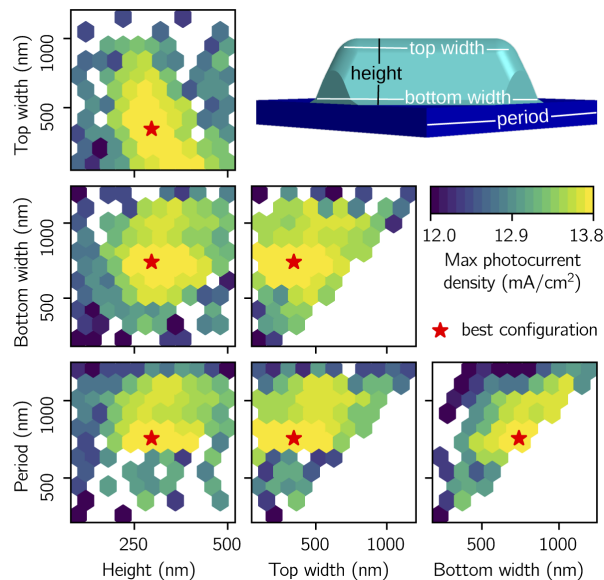 Top width (nm)
1000
500
top width
height
bottom width
period
Bottom width (nm)
1000
500
12.0
12.9
13.8
Max photocurrent
density (mA/cm²)
best configuration
Period (nm)
1000
500
250
500
500
1000
500
1000
Height (nm)
Top width (nm)
Bottom width (nm)